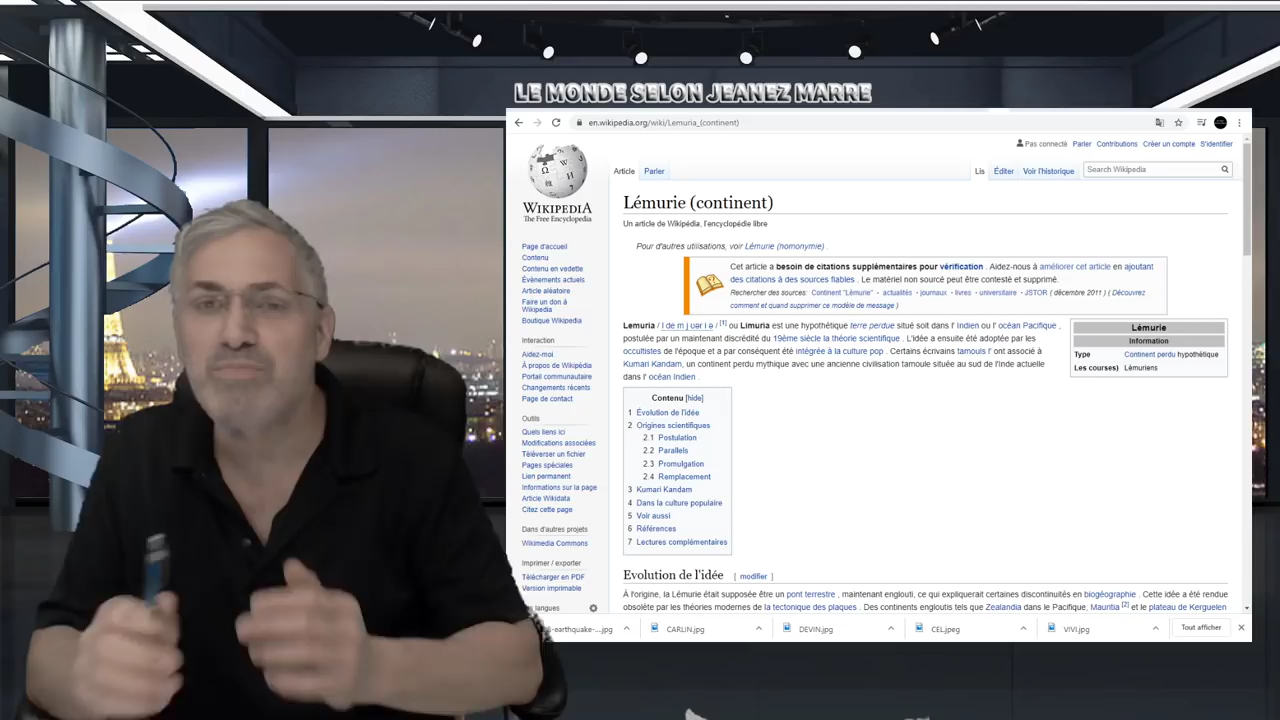 LE MONDE SELON JEANEZ MARRE
en.wikipedia.org/wiki/Lemuria_(continent)
Pas connecté Parler Contributions Créer un compte S'identifier
Article Parler Lis Éditer Voir l'historique Search Wikipedia
WIKIPEDIA
The Free Encyclopedia
Page d'accueil
Contenu
Contenu en vedette
Évènements actuels
Article aléatoire
Faire un don à
Wikipedia
Boutique Wikipedia
Interaction
Aidez-moi
À propos de Wikipédia
Portail communautaire
Changements récents
Page de contact
Outils
Quels liens ici
Modifications associées
Téléverser un fichier
Pages spéciales
Lien permanent
Informations sur la page
Article Wikidata
Citez cette page
Dans d'autres projets
Wikimedia Commons
Imprimer / exporter
Télécharger en PDF
Version imprimable
langues
Lémurie (continent)
Un article de Wikipédia, l'encyclopédie libre
Pour d'autres utilisations, voir Lémurie (homonymie) .
Cet article a besoin de citations supplémentaires pour vérification . Aidez-nous à améliorer cet article en ajoutant
des citations à des sources fiables . Le matériel non sourcé peut être contesté et supprimé.
Rechercher des sources: Continent "Lémurie" - actualités · journaux · livres · universitaire · JSTOR ( décembre 2011 ) ( Découvrez
comment et quand supprimer ce modèle de message )
Lemuria / [1] ou Limuria est une hypothétique terre perdue situé soit dans l' Indien ou l' océan Pacifique ,
postulée par un maintenant discrédité du 19ème siècle la théorie scientifique . L'idée a ensuite été adoptée par les
occultistes de l'époque et a par conséquent été intégrée à la culture pop . Certains écrivains tamouls l' ont associé à
Kumari Kandam, un continent perdu mythique avec une ancienne civilisation tamoule située au sud de l'Inde actuelle
dans l' océan Indien .
Lémurie
Information
Type Continent perdu hypothétique
Les courses) Lémuriens
Contenu [hide]
1 Évolution de l'idée
2 Origines scientifiques
2.1 Postulation
2.2 Parallels
2.3 Promulgation
2.4 Remplacement
3 Kumari Kandam
4 Dans la culture populaire
5 Voir aussi
6 Références
7 Lectures complémentaires
Evolution de l'idée [ modifier ]
À l'origine, la Lémurie était supposée être un pont terrestre , maintenant englouti, ce qui expliquerait certaines discontinuités en biogéographie . Cette idée a été rendue
obsolète par les théories modernes de la tectonique des plaques . Des continents engloutis tels que Zealandia dans le Pacifique, Mauritia [2] et le plateau de Kerguelen
-earthquake-...jpg CARLIN.jpg DEVIN.jpg CEL.jpeg VIVI.jpg Tout afficher